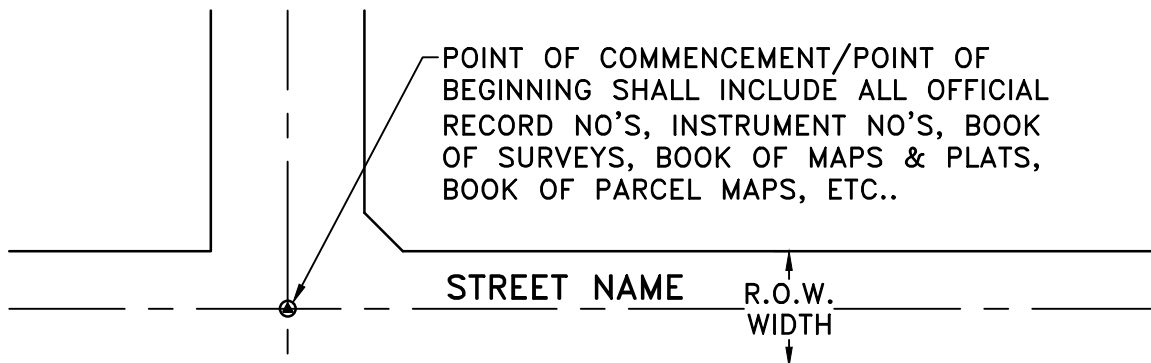 POINT OF COMMENCEMENT/POINT OF
BEGINNING SHALL INCLUDE ALL OFFICIAL
RECORD NO'S, INSTRUMENT NO'S, BOOK
OF SURVEYS, BOOK OF MAPS & PLATS,
BOOK OF PARCEL MAPS, ETC..
STREET NAME
R.O.W.
WIDTH